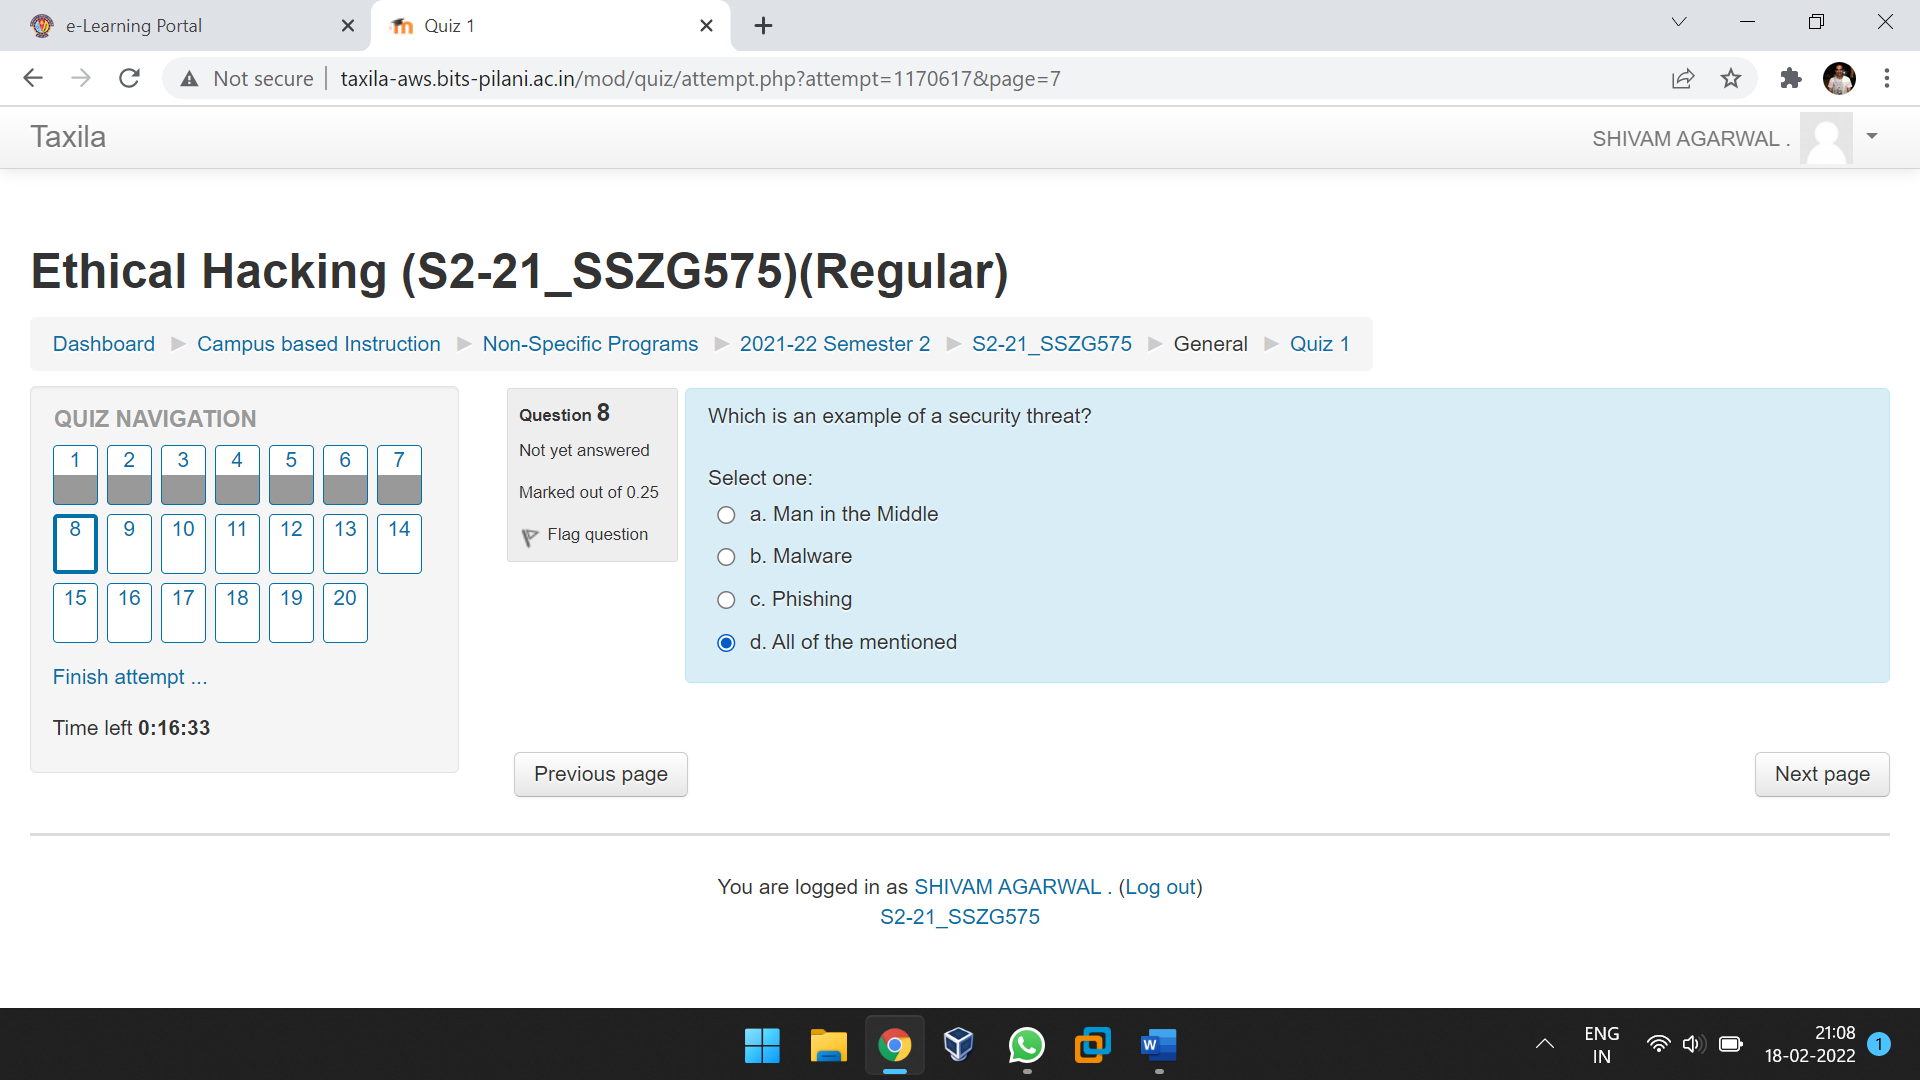 e-Learning Portal
Quiz 1
Not secure
taxila-aws.bits-pilani.ac.in/mod/quiz/attempt.php?attempt=1170617&page=7
Taxila
SHIVAM AGARWAL .
Ethical Hacking (S2-21_SSZG575)(Regular)
Dashboard Campus based Instruction Non-Specific Programs 2021-22 Semester 2 S2-21_SSZG575 General Quiz 1
QUIZ NAVIGATION
1 2 3 4 5 6 7
8 9 10 11 12 13 14
15 16 17 18 19 20
Finish attempt ...
Time left 0:16:33
Question 8
Not yet answered
Marked out of 0.25
Flag question
Which is an example of a security threat?
Select one:
a. Man in the Middle
b. Malware
c. Phishing
d. All of the mentioned
Previous page
Next page
You are logged in as SHIVAM AGARWAL . (Log out)
S2-21_SSZG575
W
ENG
IN
21:08
18-02-2022
1